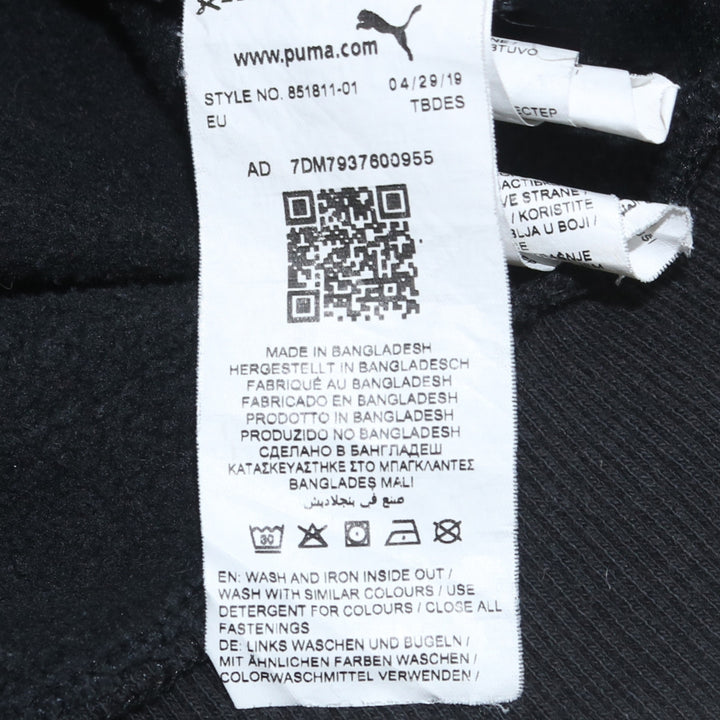 www.puma.com
STYLE NO. 851811-01 04/29/19
EU TBDES
AD 7DM7937600955
MADE IN BANGLADESH
HERGESTELLT IN BANGLADESCH
FABRIQUÉ AU BANGLADESH
FABRICADO EN BANGLADESH
PRODOTTO IN BANGLADESH
PRODUZIDO NO BANGLADESH
СДЕЛАНО В БАНГЛАДЕШ
ΚΑΤΑΣΚΕΥΑΣΤΗΚΕ ΣΤΟ ΜΠΑΓΚΛΑΝΤΕΣ
BANGLADEŞ MALI
صنع في بنجلاديش
30
EN: WASH AND IRON INSIDE OUT /
WASH WITH SIMILAR COLOURS / USE
DETERGENT FOR COLOURS / CLOSE ALL
FASTENINGS
DE: LINKS WASCHEN UND BUGELN /
MIT ÄHNLICHEN FARBEN WASCHEN /
COLORWASCHMITTEL VERWENDEN /
STRANE /
/ KORISTITE
U BOJI /